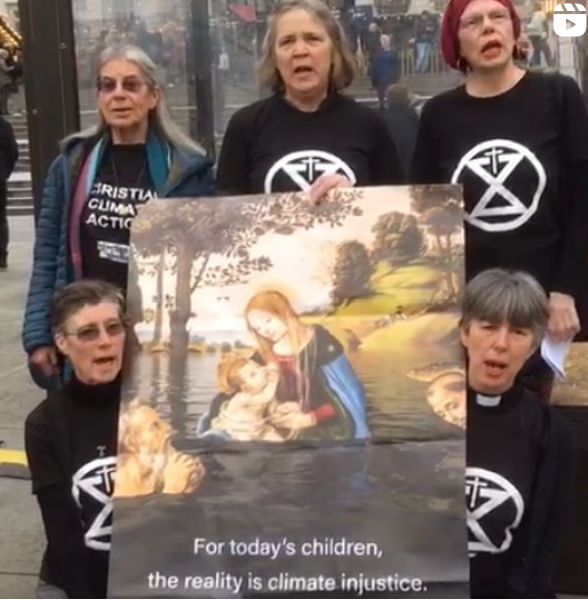 CHRISTIAN
CLIMATE
ACTION
For today's children,
the reality is climate injustice.